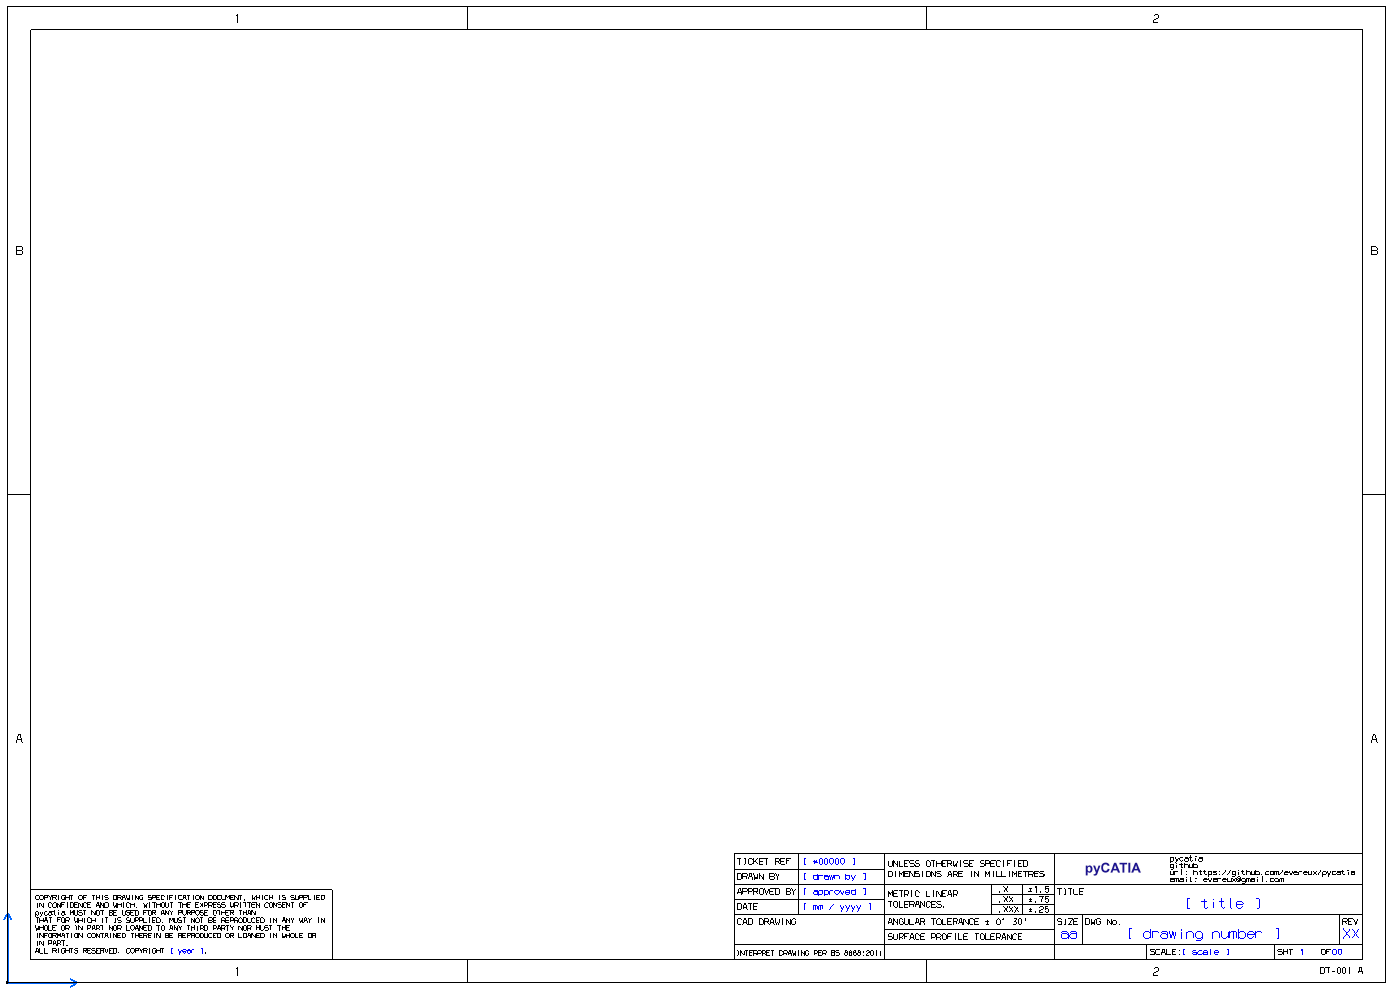 1 2
B B
A A
TICKET REF [ *00000 ]
DRAWN BY [ drawn by ]
APPROVED BY [ approved ]
DATE [ mm / yyyy ]
CAD DRAWING
INTERPRET DRAWING PER BS 8888:2011
UNLESS OTHERWISE SPECIFIED
DIMENSIONS ARE IN MILLIMETRES
METRIC LINEAR
TOLERANCES.
.X ±1.5
.XX ±.75
.XXX ±.25
ANGULAR TOLERANCE ± 0° 30'
SURFACE PROFILE TOLERANCE
pyCATIA
pycatia
github
url: https://github.com/evereux/pycatia
email: evereux@gmail.com
TITLE
[ title ]
SIZE
aa
DWG No.
[ drawing number ]
REV
XX
SCALE:[ scale ]
SHT 1 OF00
COPYRIGHT OF THIS DRAWING SPECIFICATION DOCUMENT, WHICH IS SUPPLIED
IN CONFIDENCE AND WHICH. WITHOUT THE EXPRESS WRITTEN CONSENT OF
pycatia MUST NOT BE USED FOR ANY PURPOSE OTHER THAN
THAT FOR WHICH IT IS SUPPLIED. MUST NOT BE REPRODUCED IN ANY WAY IN
WHOLE OR IN PART NOR LOANED TO ANY THIRD PARTY NOR MUST THE
INFORMATION CONTAINED THEREIN BE REPRODUCED OR LOANED IN WHOLE OR
IN PART.
ALL RIGHTS RESERVED. COPYRIGHT [ year ].
1 2
DT-001 A